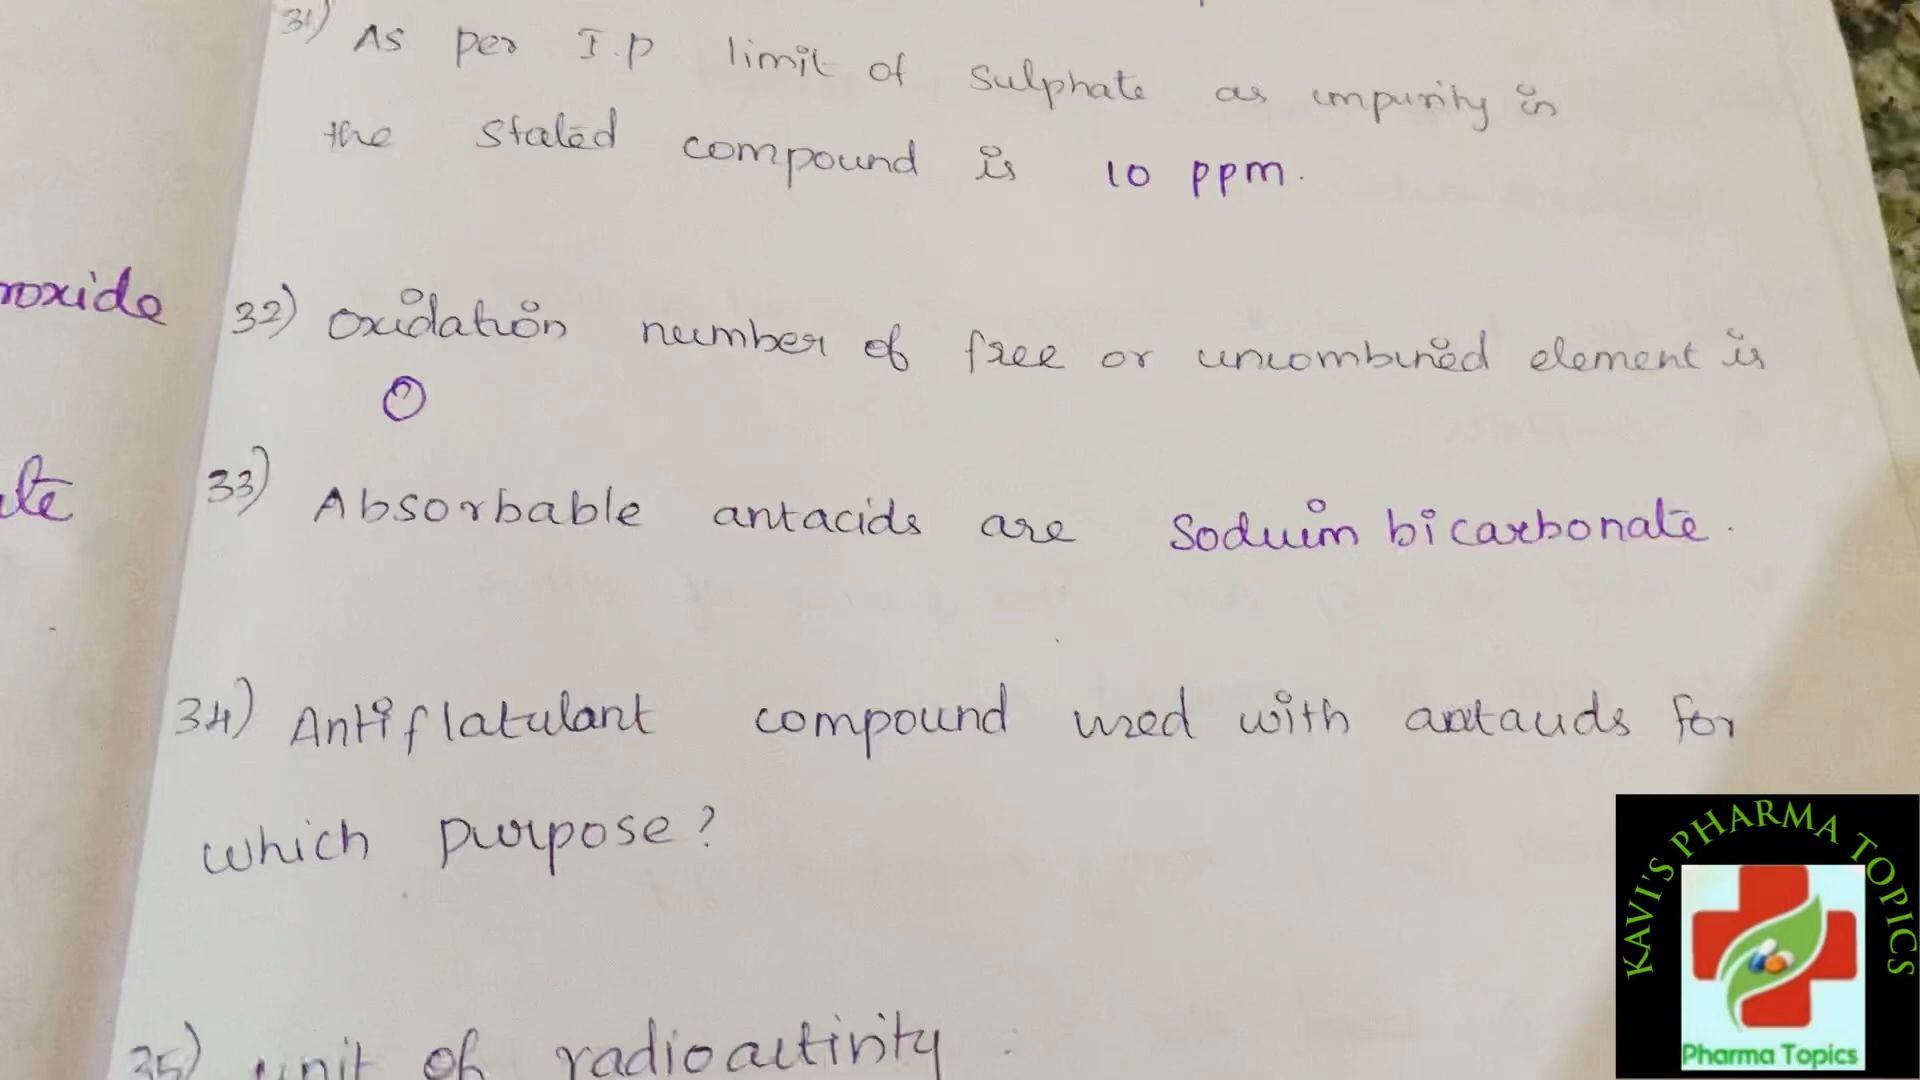 31) As per I.P limit of sulphate as impurity in
the stated compound is 10 ppm.
roxide
32) Oxidation number of free or uncombined element is
0
33) Absorbable antacids are Sodium bicarbonate.
34) Antiflatulant compound used with antacids for
which purpose?
35) unit of radioactivity.
KAVI'S PHARMA TOPICS
Pharma Topics